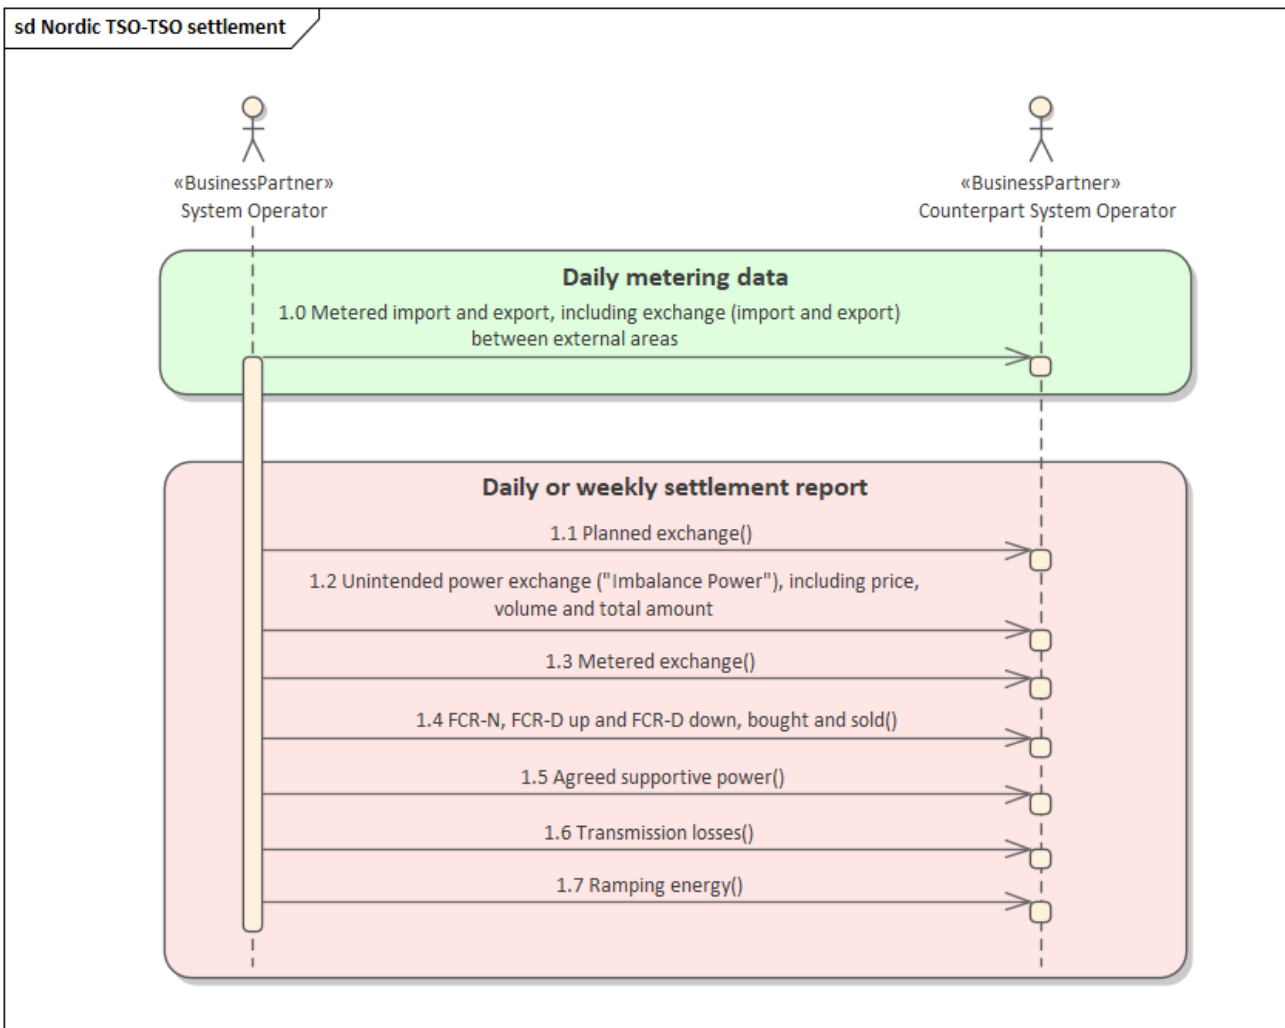 sd Nordic TSO-TSO settlement
«BusinessPartner»
System Operator
«BusinessPartner»
Counterpart System Operator
Daily metering data
1.0 Metered import and export, including exchange (import and export)
between external areas
Daily or weekly settlement report
1.1 Planned exchange()
1.2 Unintended power exchange ("Imbalance Power"), including price,
volume and total amount
1.3 Metered exchange()
1.4 FCR-N, FCR-D up and FCR-D down, bought and sold()
1.5 Agreed supportive power()
1.6 Transmission losses()
1.7 Ramping energy()